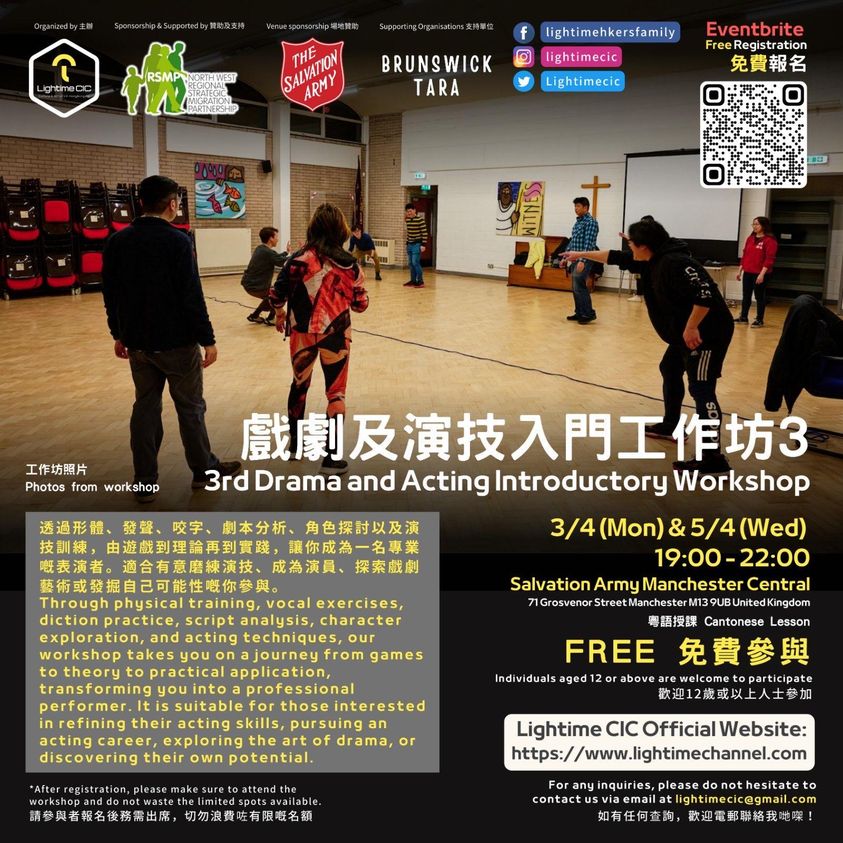 Organized by 主辦
Sponsorship & Supported by 贊助及支持
Venue sponsorship 場地贊助
Supporting Organisations 支持單位
Lightime CIC
RSMP
NORTH WEST
REGIONAL
STRATEGIC
MIGRATION
PARTNERSHIP
THE
SALVATION
ARMY
BRUNSWICK
TARA
lightimehkersfamily
lightimecic
Lightimecic
Eventbrite
Free Registration
免費報名
WITNESS
戲劇及演技入門工作坊3
3rd Drama and Acting Introductory Workshop
工作坊照片
Photos from workshop
透過形體、發聲、咬字、劇本分析、角色探討以及演
技訓練，由遊戲到理論再到實踐，讓你成為一名專業
嘅表演者。適合有意磨練演技、成為演員、探索戲劇
藝術或發掘自己可能性嘅你參與。
Through physical training, vocal exercises,
diction practice, script analysis, character
exploration, and acting techniques, our
workshop takes you on a journey from games
to theory to practical application,
transforming you into a professional
performer. It is suitable for those interested
in refining their acting skills, pursuing an
acting career, exploring the art of drama, or
discovering their own potential.
*After registration, please make sure to attend the
workshop and do not waste the limited spots available.
請參與者報名後務需出席，切勿浪費咗有限嘅名額
3/4 (Mon) & 5/4 (Wed)
19:00 - 22:00
Salvation Army Manchester Central
71 Grosvenor Street Manchester M13 9UB United Kingdom
粵語授課 Cantonese Lesson
FREE 免費參與
Individuals aged 12 or above are welcome to participate
歡迎12歲或以上人士參加
Lightime CIC Official Website:
https://www.lightimechannel.com
For any inquiries, please do not hesitate to
contact us via email at lightimecic@gmail.com
如有任何查詢，歡迎電郵聯絡我哋㗎！